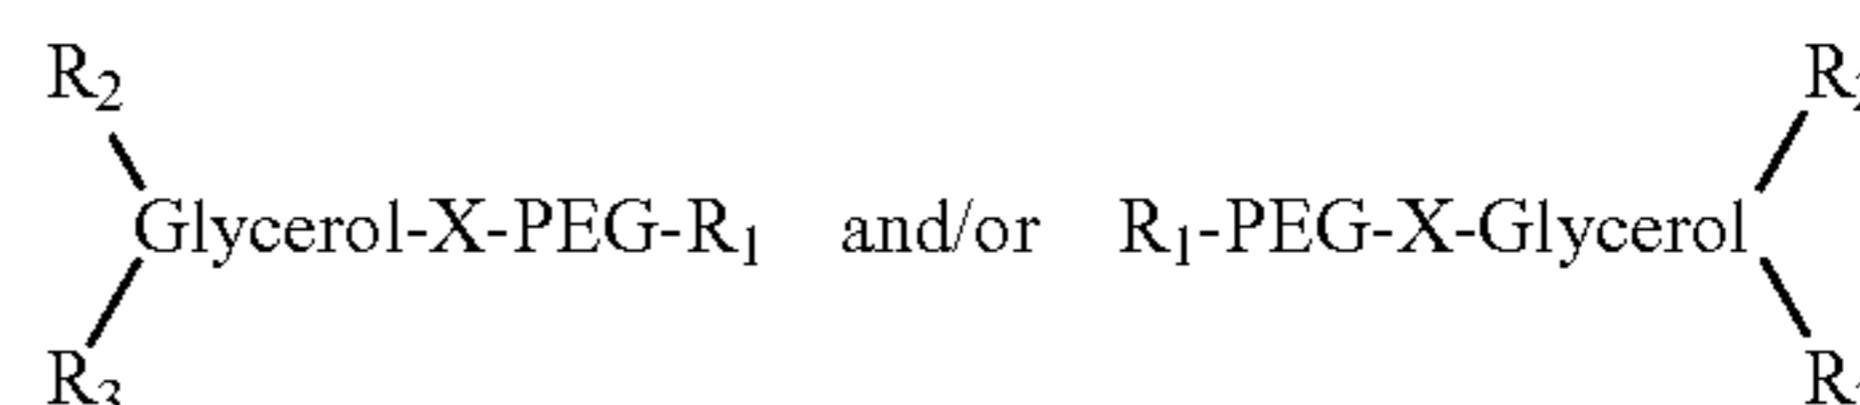 R₂ R
Glycerol-X-PEG-R₁ and/or R₁-PEG-X-Glycerol
R₃ R